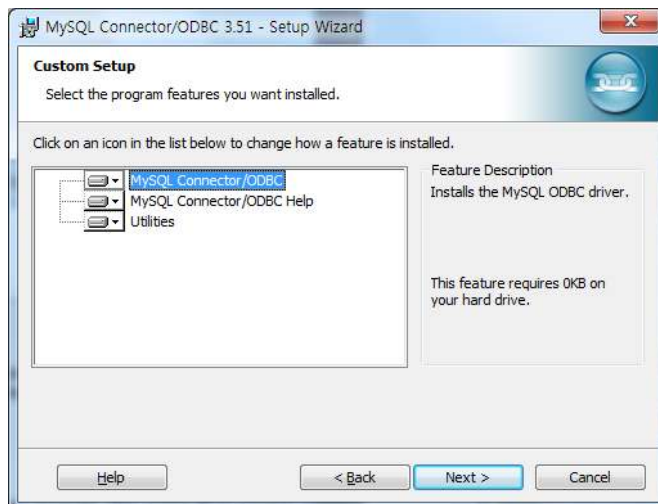 MySQL Connector/ODBC 3.51 - Setup Wizard
Custom Setup
Select the program features you want installed.
Click on an icon in the list below to change how a feature is installed.
MySQL Connector/ODBC
MySQL Connector/ODBC Help
Utilities
Feature Description
Installs the MySQL ODBC driver.
This feature requires 0KB on
your hard drive.
Help
< Back
Next >
Cancel